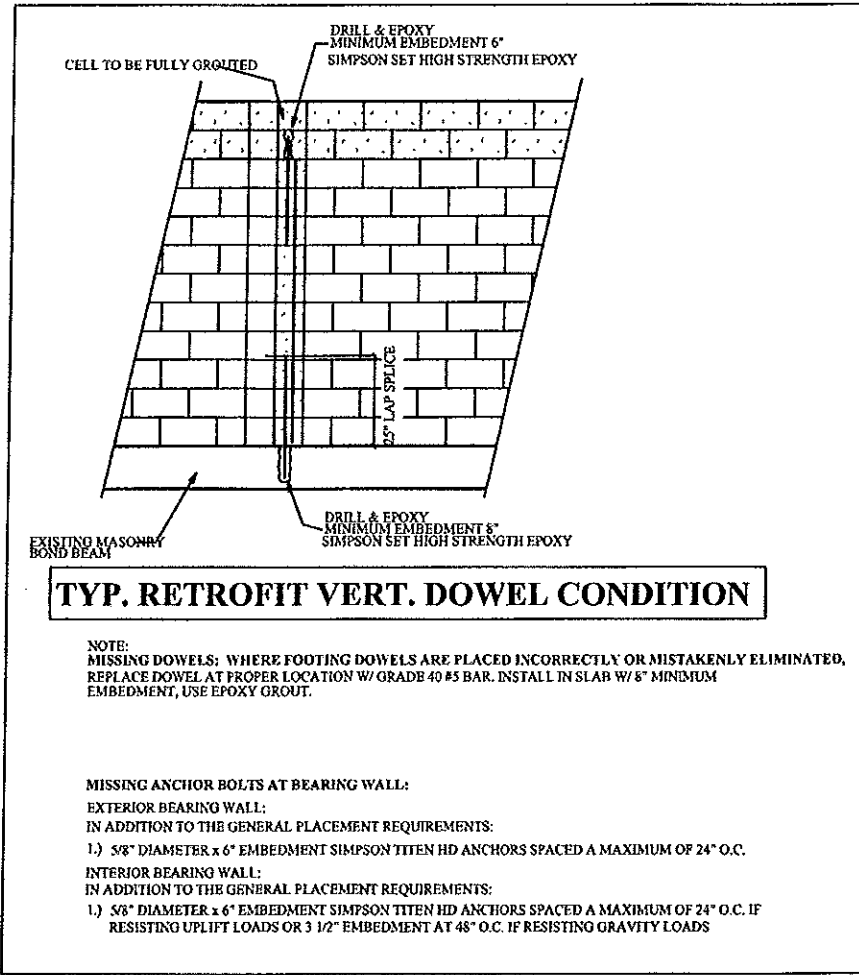 DRILL & EPOXY
MINIMUM EMBEDMENT 6"
SIMPSON SET HIGH STRENGTH EPOXY
CELL TO BE FULLY GROUTED
25" LAP SPLICE
DRILL & EPOXY
MINIMUM EMBEDMENT 8"
SIMPSON SET HIGH STRENGTH EPOXY
EXISTING MASONRY
BOND BEAM
TYP. RETROFIT VERT. DOWEL CONDITION
NOTE:
MISSING DOWELS: WHERE FOOTING DOWELS ARE PLACED INCORRECTLY OR MISTAKENLY ELIMINATED,
REPLACE DOWEL AT PROPER LOCATION W/ GRADE 40 #5 BAR. INSTALL IN SLAB W/ 8" MINIMUM
EMBEDMENT, USE EPOXY GROUT.
MISSING ANCHOR BOLTS AT BEARING WALL:
EXTERIOR BEARING WALL:
IN ADDITION TO THE GENERAL PLACEMENT REQUIREMENTS:
1.) 5/8" DIAMETER x 6" EMBEDMENT SIMPSON TITEN HD ANCHORS SPACED A MAXIMUM OF 24" O.C.
INTERIOR BEARING WALL:
IN ADDITION TO THE GENERAL PLACEMENT REQUIREMENTS:
1.) 5/8" DIAMETER x 6" EMBEDMENT SIMPSON TITEN HD ANCHORS SPACED A MAXIMUM OF 24" O.C. IF
RESISTING UPLIFT LOADS OR 3 1/2" EMBEDMENT AT 48" O.C. IF RESISTING GRAVITY LOADS